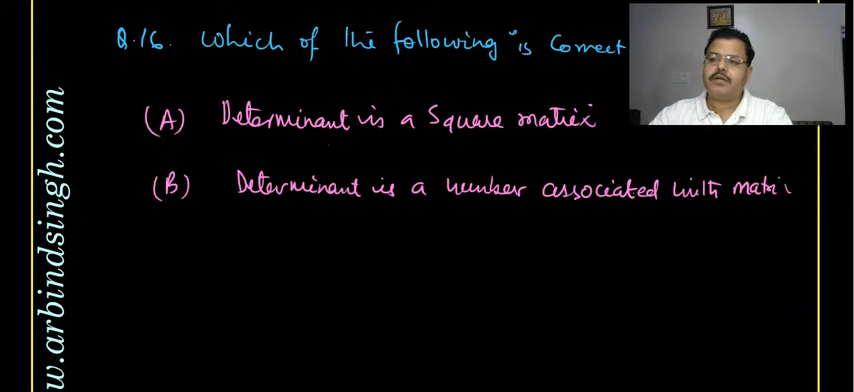 Q.16. Which of the following is correct
(A) Determinant is a Square matrix
(B) Determinant is a number associated with matri
w.arbindsingh.com